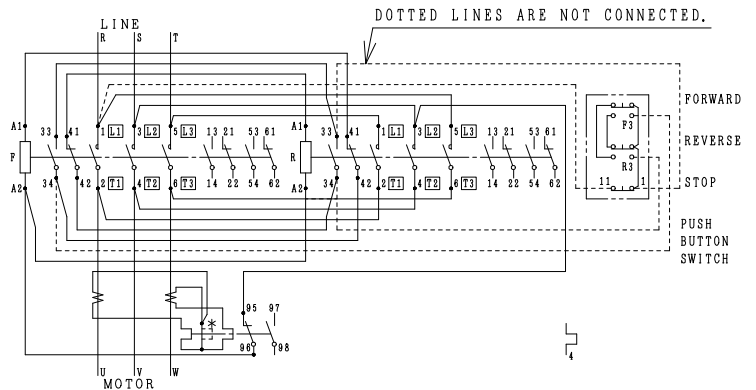 DOTTED LINES ARE NOT CONNECTED.
LINE
R S T
A1 33 41 1 L1 3 L2 5 L3 13 21 53 61 A1 33 41 1 L1 3 L2 5 L3 13 21 53 61
F R
A2 34 42 2 T1 4 T2 6 T3 14 22 54 62 A2 34 42 2 T1 4 T2 6 T3 14 22 54 62
FORWARD
F3
REVERSE
R3
11 1 STOP
PUSH
BUTTON
SWITCH
95 97
*
96 98
4
U V W
MOTOR